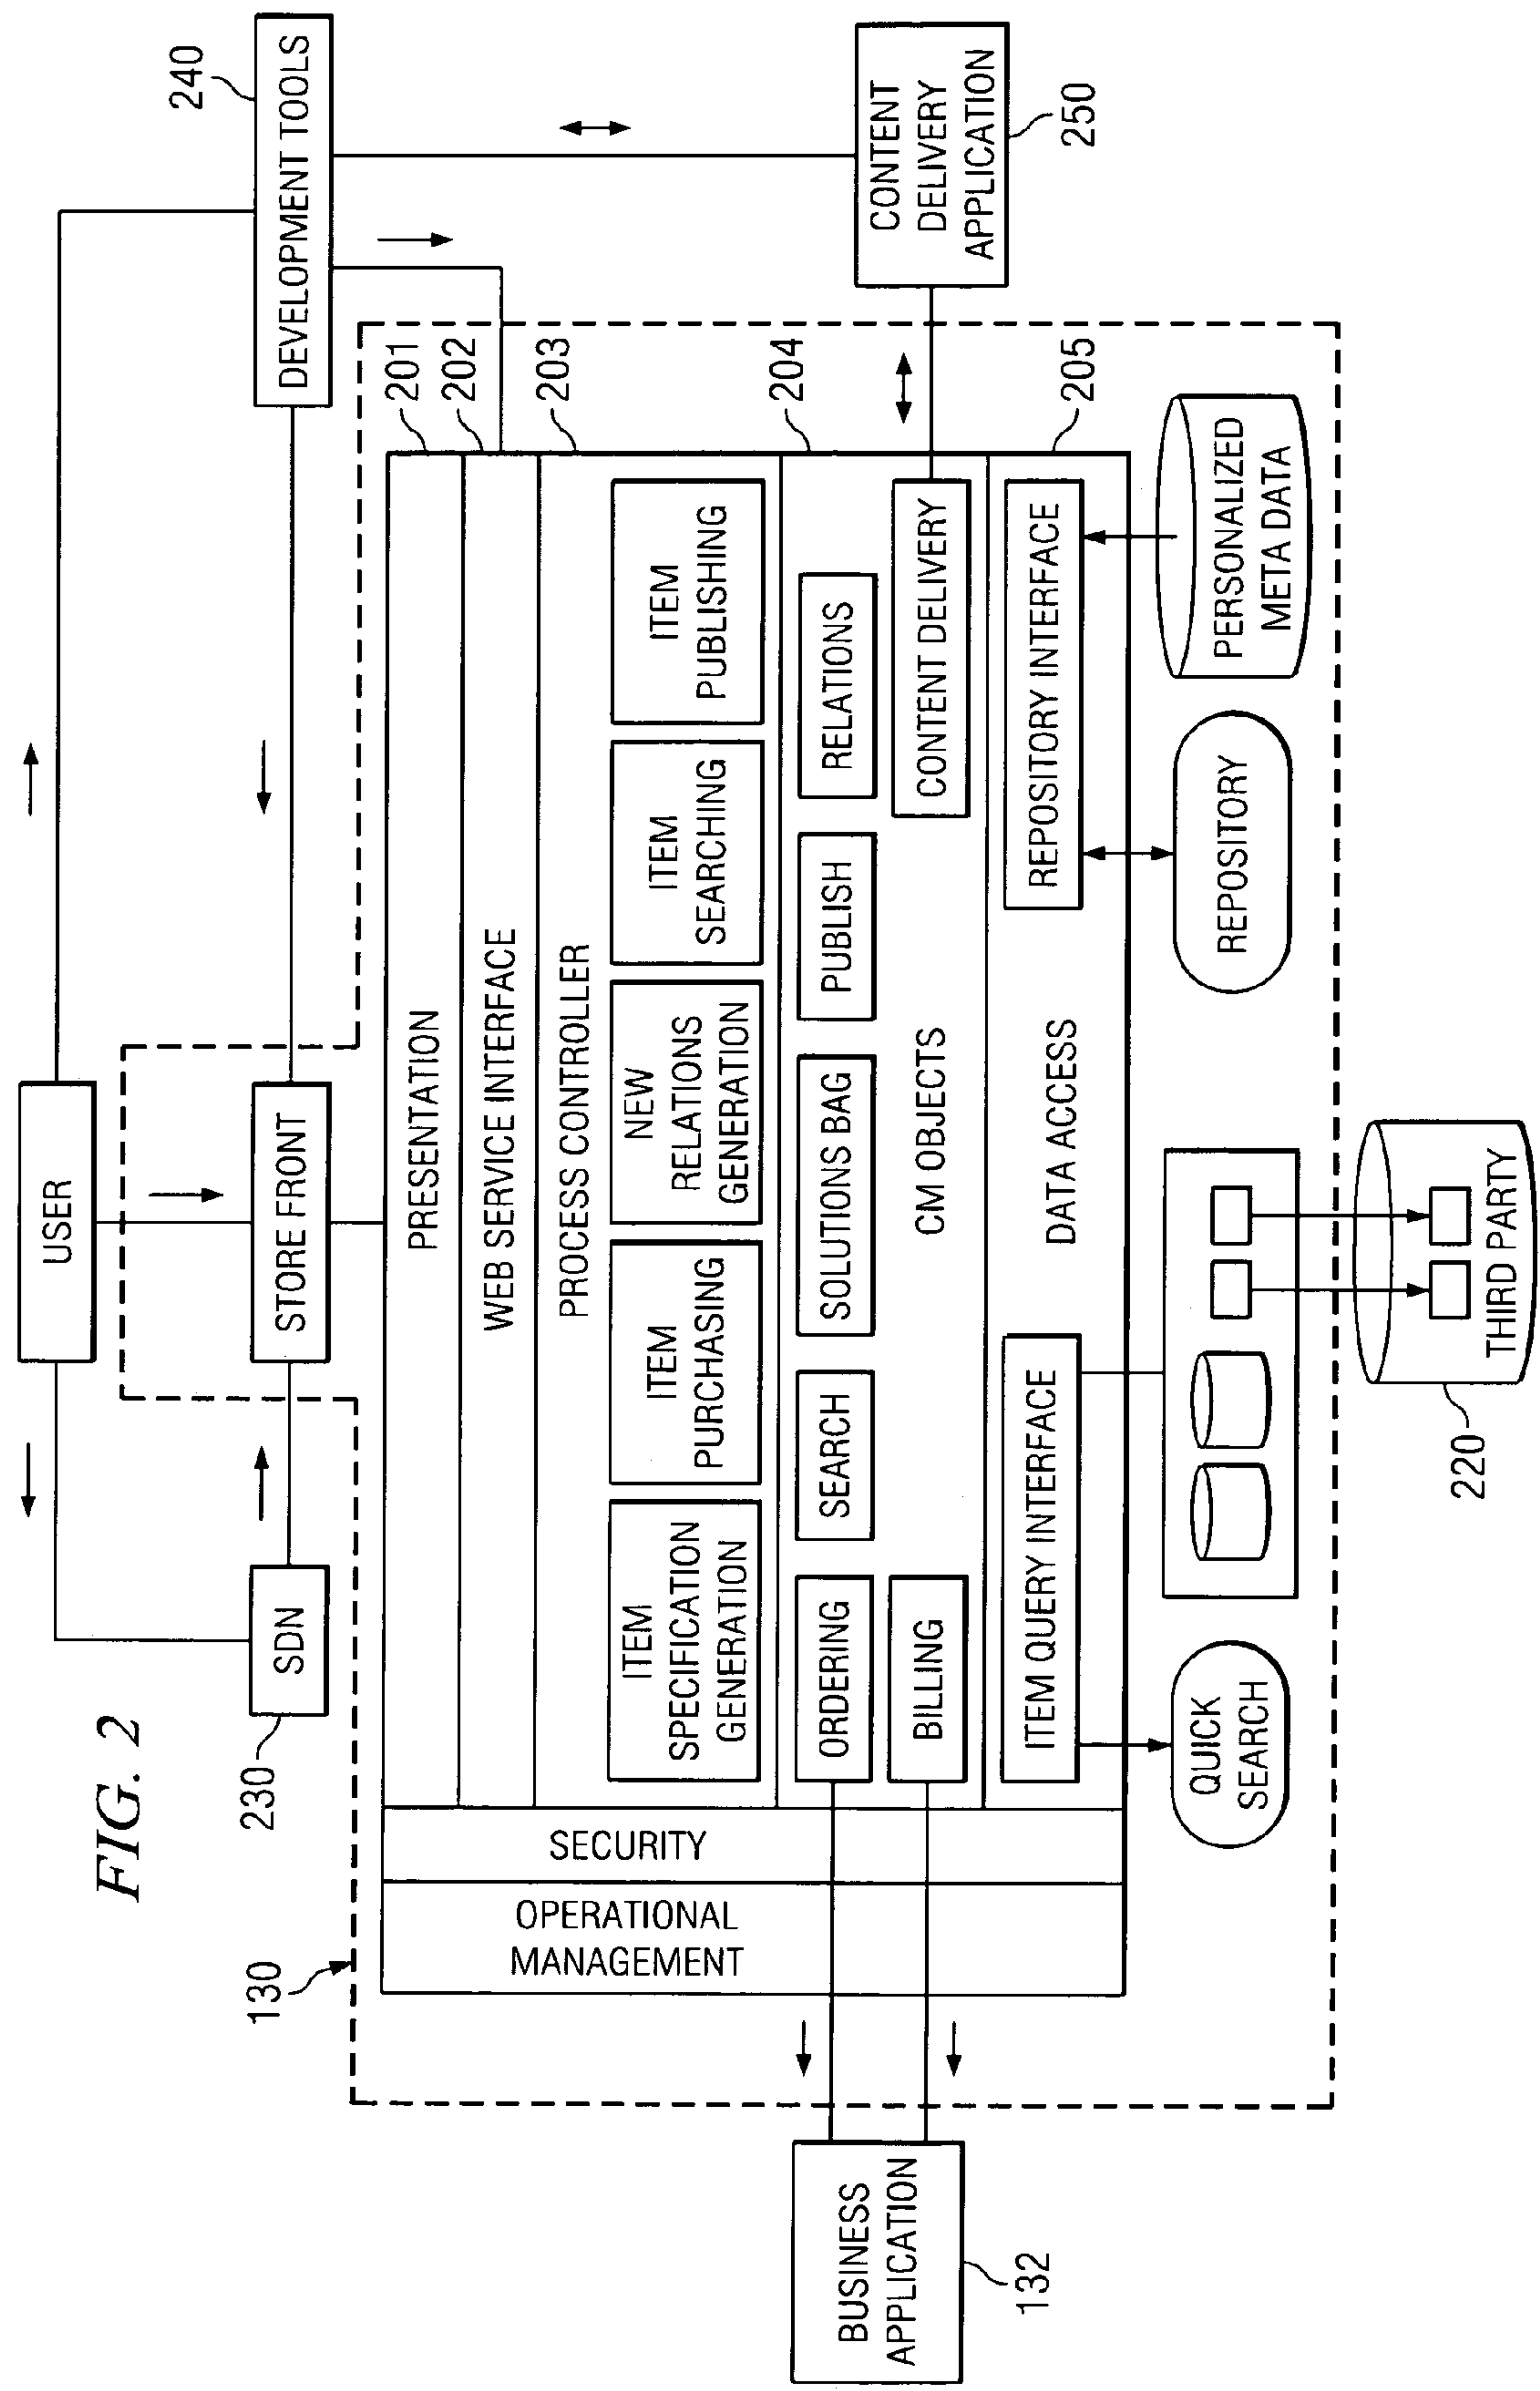 FIG. 2
USER
SDN
230
STORE FRONT
DEVELOPMENT TOOLS
240
130
PRESENTATION
201
WEB SERVICE INTERFACE
202
PROCESS CONTROLLER
203
ITEM
SPECIFICATION
GENERATION
ITEM
PURCHASING
NEW
RELATIONS
GENERATION
ITEM
SEARCHING
ITEM
PUBLISHING
204
ORDERING
SEARCH
SOLUTIONS BAG
PUBLISH
RELATIONS
BILLING
CM OBJECTS
CONTENT DELIVERY
205
ITEM QUERY INTERFACE
DATA ACCESS
REPOSITORY INTERFACE
SECURITY
OPERATIONAL
MANAGEMENT
BUSINESS
APPLICATION
132
CONTENT
DELIVERY
APPLICATION
250
QUICK
SEARCH
REPOSITORY
PERSONALIZED
META DATA
THIRD PARTY
220